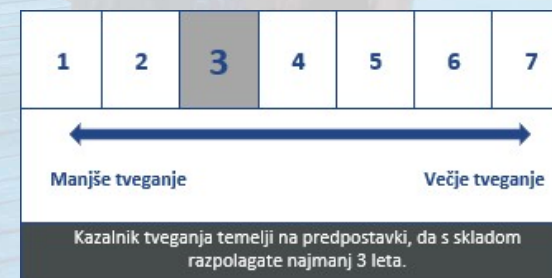 1 2 3 4 5 6 7
Manjše tveganje Večje tveganje
Kazalnik tveganja temelji na predpostavki, da s skladom
razpolagate najmanj 3 leta.